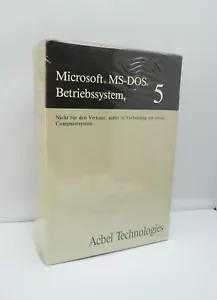 Microsoft® MS-DOS®
Betriebssystem, 5
Nicht für den Verkauf, außer in Verbindung mit einem
Computersystem
Acbel Technologies